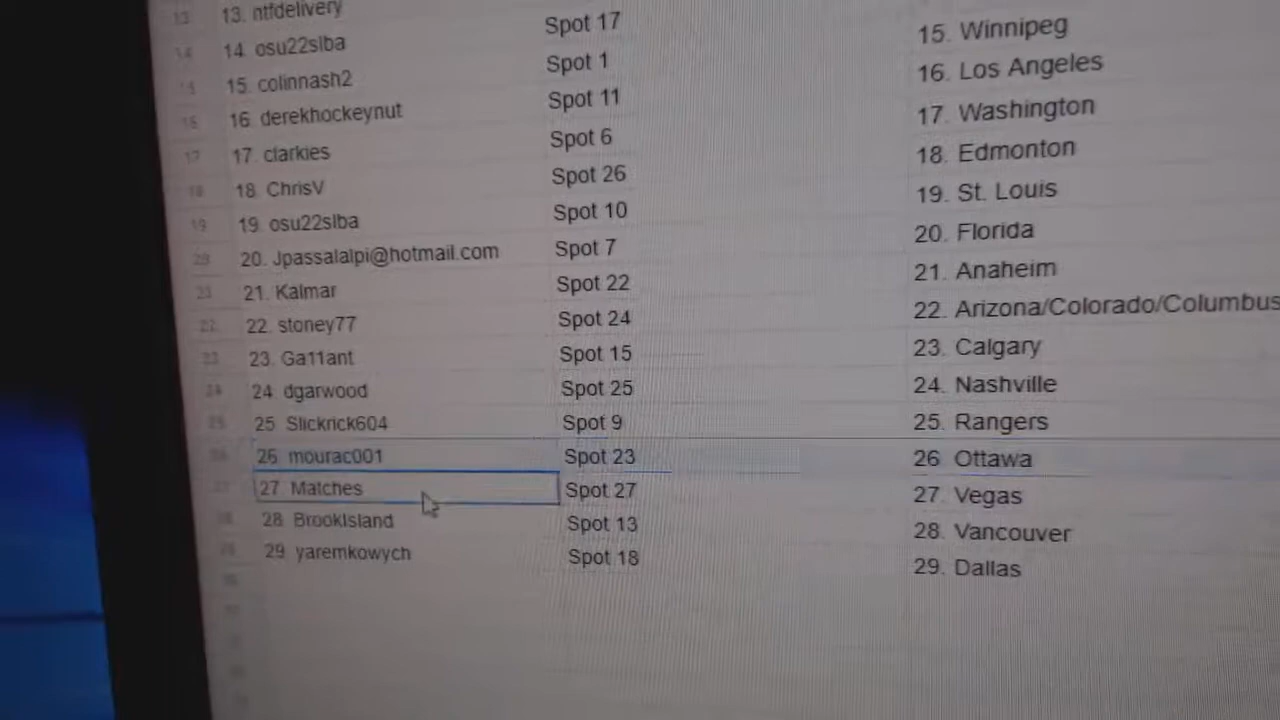 13. ntfdelivery Spot 17 15. Winnipeg
14. osu22slba Spot 1 16. Los Angeles
15. colinnash2 Spot 11 17. Washington
16. derekhockeynut Spot 6 18. Edmonton
17. clarkies Spot 26 19. St. Louis
18. ChrisV Spot 10 20. Florida
19. osu22slba Spot 7 21. Anaheim
20. Jpassalalpi@hotmail.com Spot 22 22. Arizona/Colorado/Columbus
21. Kalmar Spot 24 23. Calgary
22. stoney77 Spot 15 24. Nashville
23. Ga11ant Spot 25 25. Rangers
24. dgarwood Spot 9 26. Ottawa
25. Slickrick604 Spot 23 27. Vegas
26. mourac001 Spot 27 28. Vancouver
27. Matches Spot 13 29. Dallas
28. BrookIsland Spot 18
29. yaremkowych